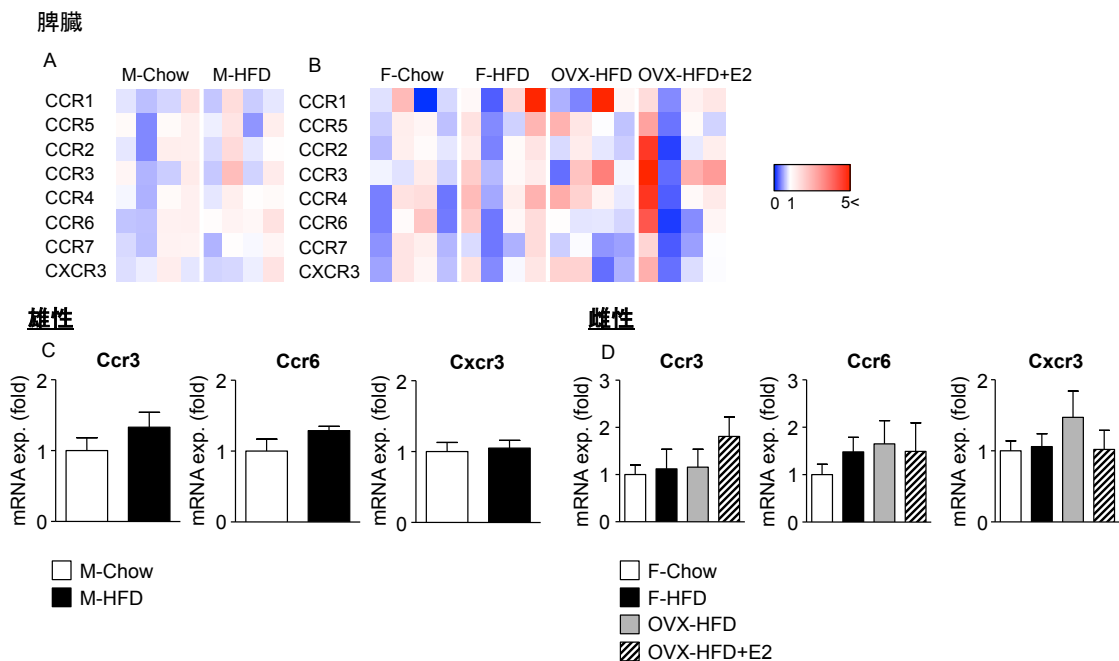 脾臓
A
M-Chow M-HFD
CCR1
CCR5
CCR2
CCR3
CCR4
CCR6
CCR7
CXCR3
B
F-Chow F-HFD OVX-HFD OVX-HFD+E2
CCR1
CCR5
CCR2
CCR3
CCR4
CCR6
CCR7
CXCR3
0 1 5<
雄性
C
Ccr3
mRNA exp. (fold)
2
1
0
Ccr6
mRNA exp. (fold)
2
1
0
Cxcr3
mRNA exp. (fold)
2
1
0
M-Chow
M-HFD
雌性
D
Ccr3
mRNA exp. (fold)
3
2
1
0
Ccr6
mRNA exp. (fold)
3
2
1
0
Cxcr3
mRNA exp. (fold)
2
1
0
F-Chow
F-HFD
OVX-HFD
OVX-HFD+E2